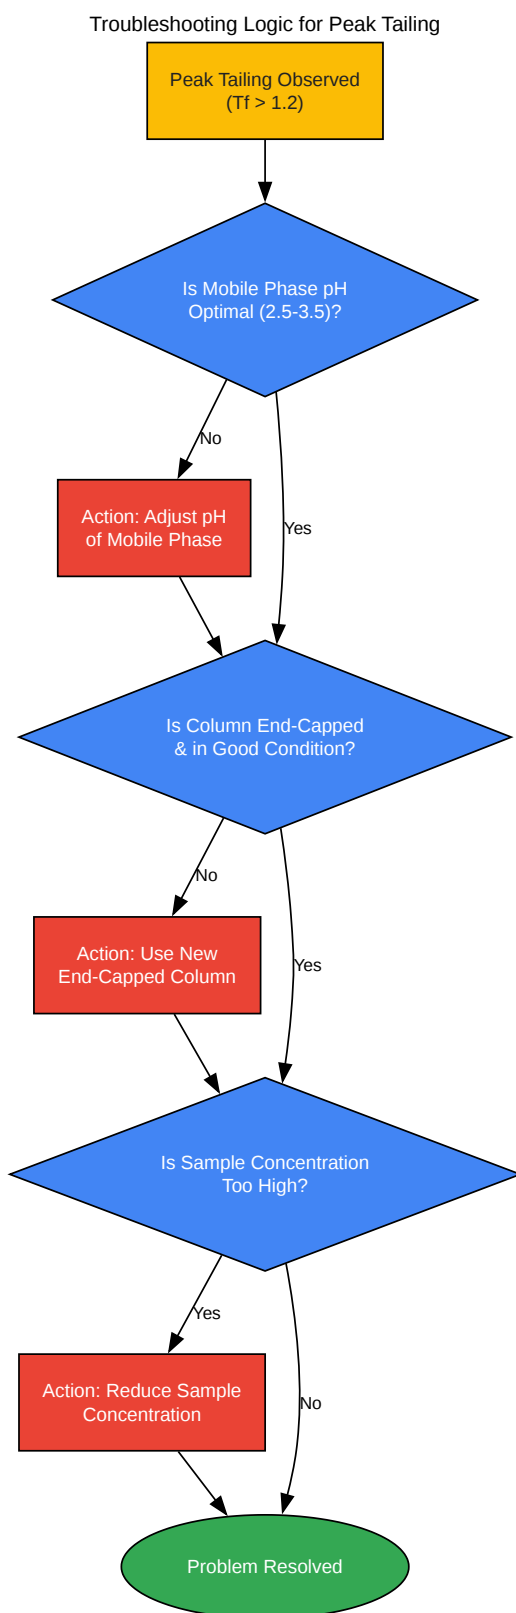 Troubleshooting Logic for Peak Tailing
Peak Tailing Observed
(Tf > 1.2)
Is Mobile Phase pH
Optimal (2.5-3.5)?
No
Yes
Action: Adjust pH
of Mobile Phase
Is Column End-Capped
& in Good Condition?
No
Yes
Action: Use New
End-Capped Column
Is Sample Concentration
Too High?
Yes
No
Action: Reduce Sample
Concentration
Problem Resolved